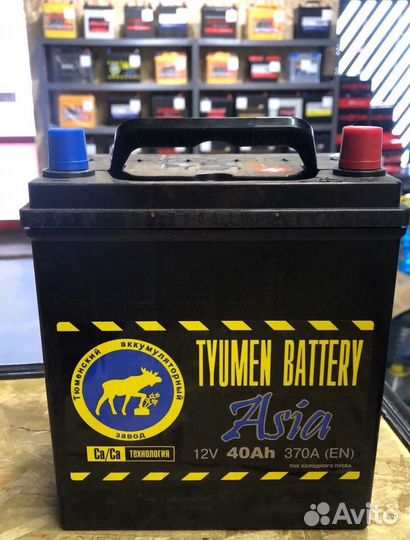 Тюменский аккумуляторный
завод
Ca/Ca технология
TYUMEN BATTERY
Asia
12V 40Ah 370A (EN)
ТОК ХОЛОДНОГО ПУСКА
Avito